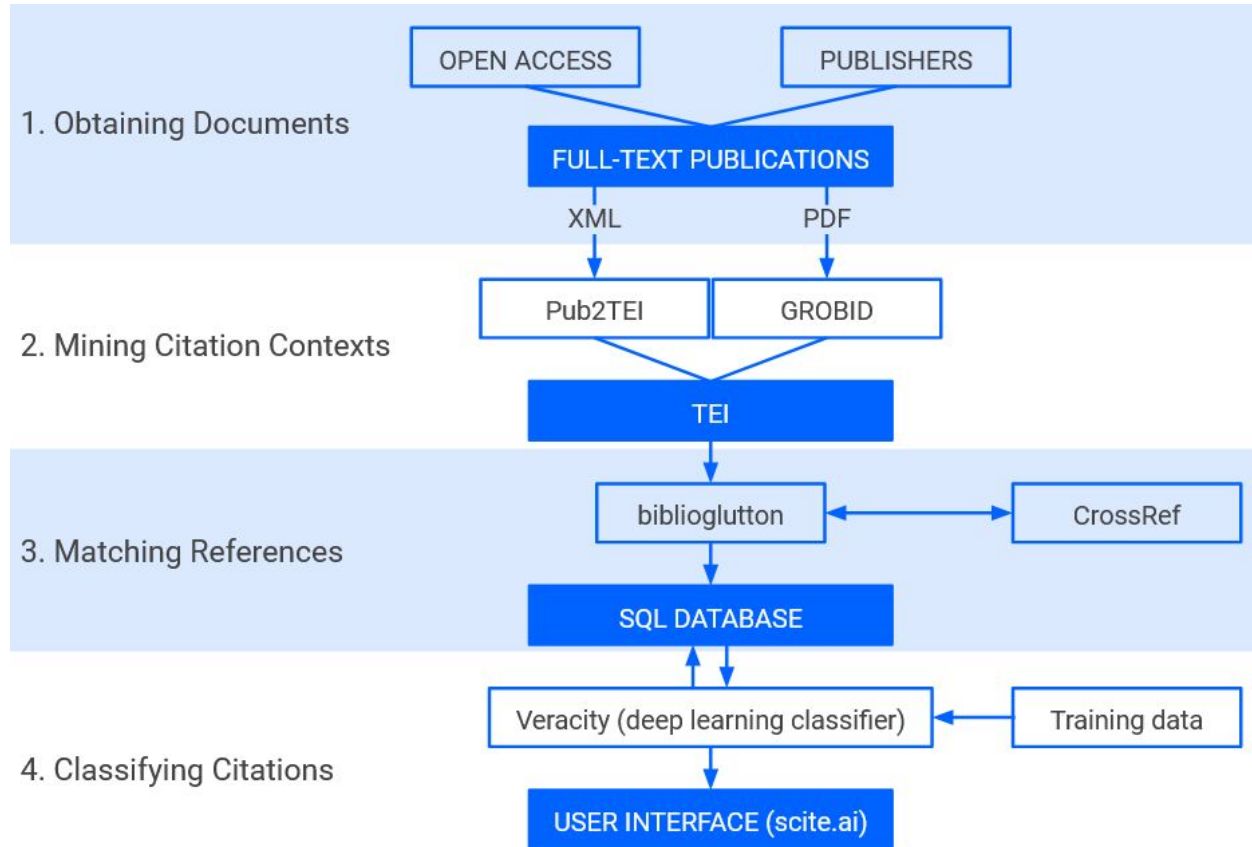 OPEN ACCESS
PUBLISHERS
1. Obtaining Documents
FULL-TEXT PUBLICATIONS
XML
PDF
Pub2TEI
GROBID
2. Mining Citation Contexts
TEI
biblioglutton
CrossRef
3. Matching References
SQL DATABASE
Veracity (deep learning classifier)
Training data
4. Classifying Citations
USER INTERFACE (scite.ai)